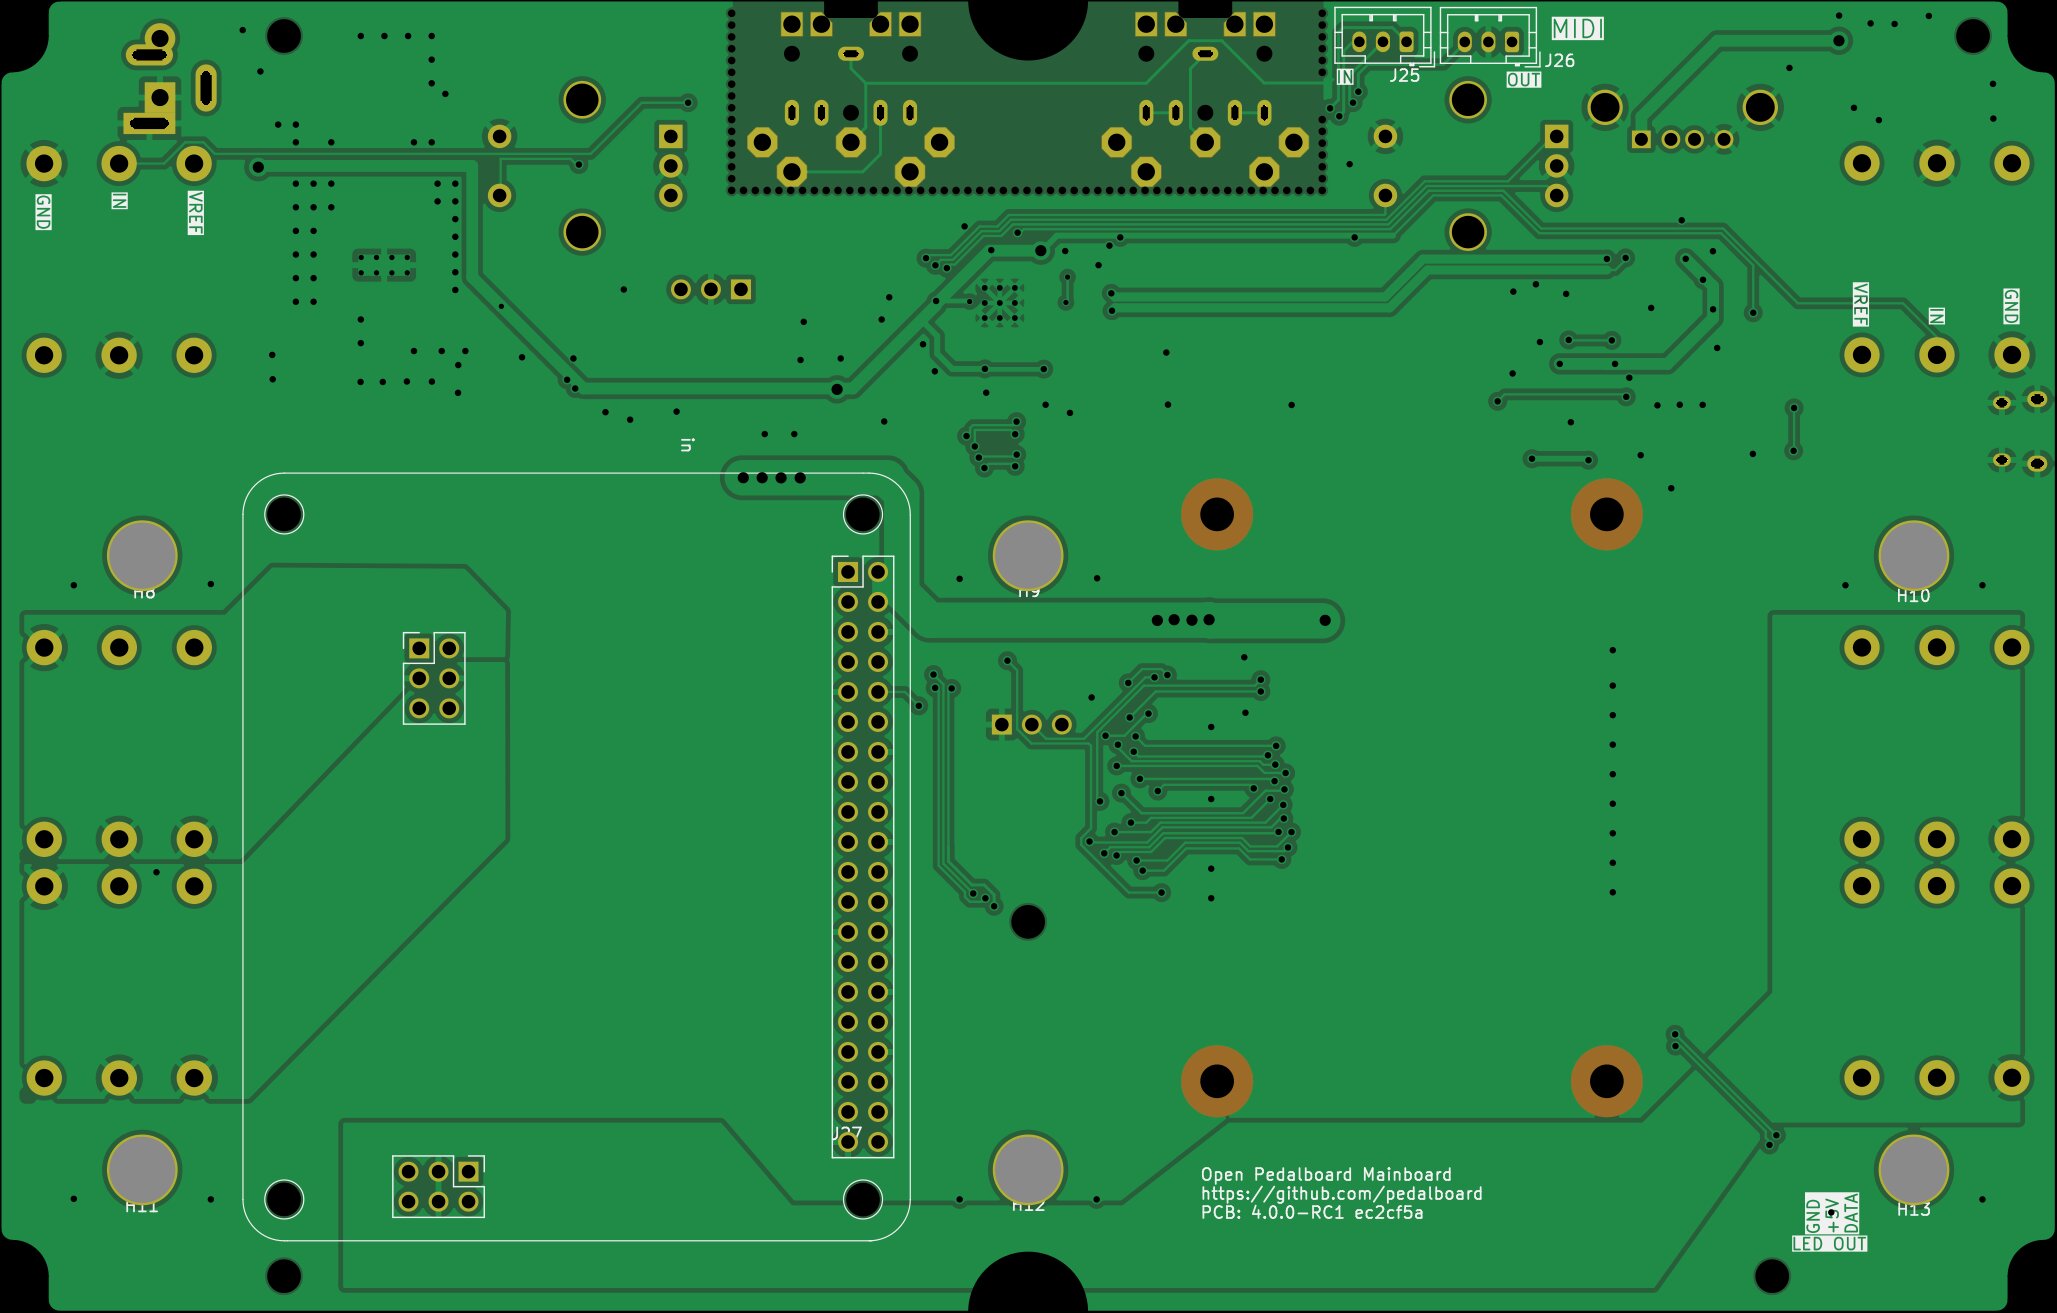 MIDI
J26
IN
J25
OUT
GND
IN
VREF
VREF
IN
GND
in
H8
H9
H10
J27
H11
H12
H13
Open Pedalboard Mainboard
https://github.com/pedalboard
PCB: 4.0.0-RC1 ec2cf5a
GND
+5V
DATA
LED OUT